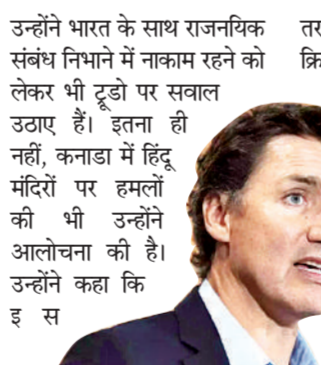 उन्होंने भारत के साथ राजनयिक
संबंध निभाने में नाकाम रहने को
लेकर भी ट्रूडो पर सवाल
उठाए हैं। इतना ही
नहीं, कनाडा में हिंदू
मंदिरों पर हमलों
की भी उन्होंने
आलोचना की है।
उन्होंने कहा कि
इ स